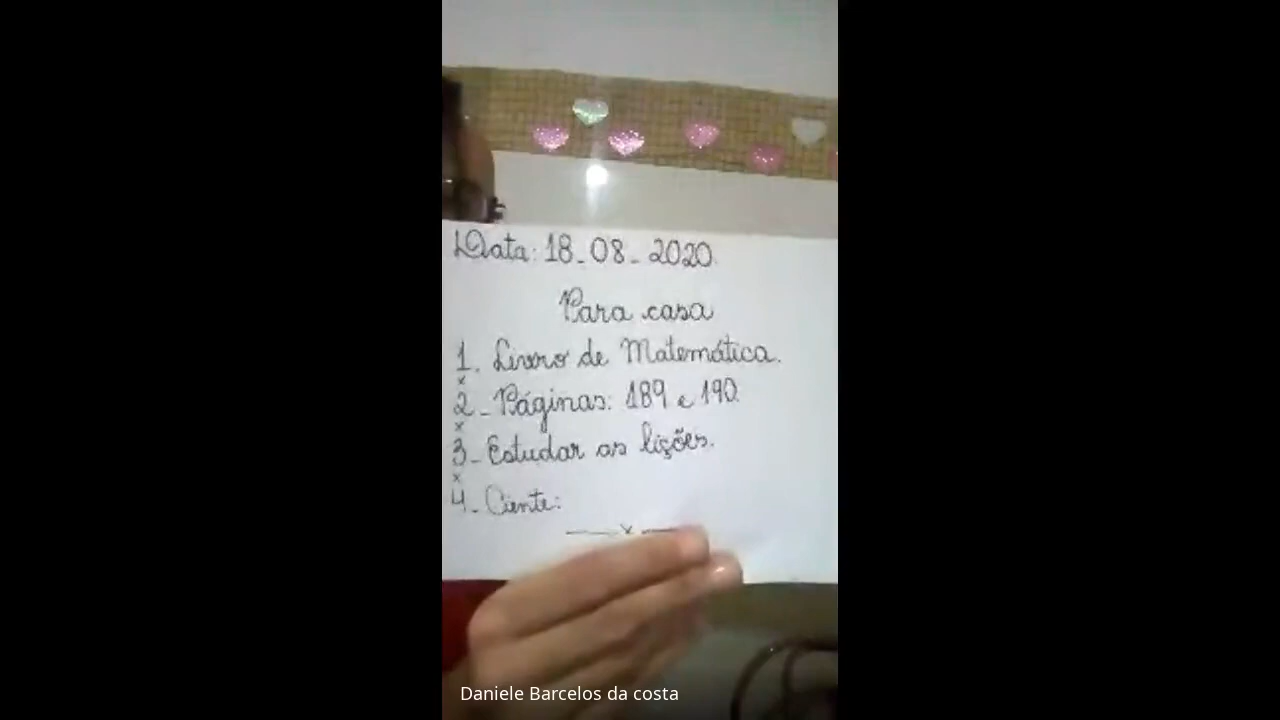 Data: 18-08-2020.
Para casa
1. Livro de Matemática.
x
2- Páginas: 189 e 190.
x
3- Estudar as lições.
x
4- Ciente:
x
Daniele Barcelos da costa